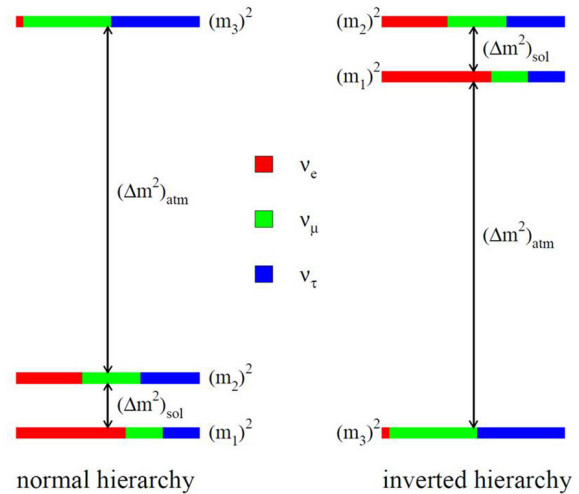 (m₃)²
(m₂)²
(Δm²)sol
(m₁)²
νe
(Δm²)atm
νμ
(Δm²)atm
ντ
(m₂)²
(Δm²)sol
(m₁)²
(m₃)²
normal hierarchy
inverted hierarchy